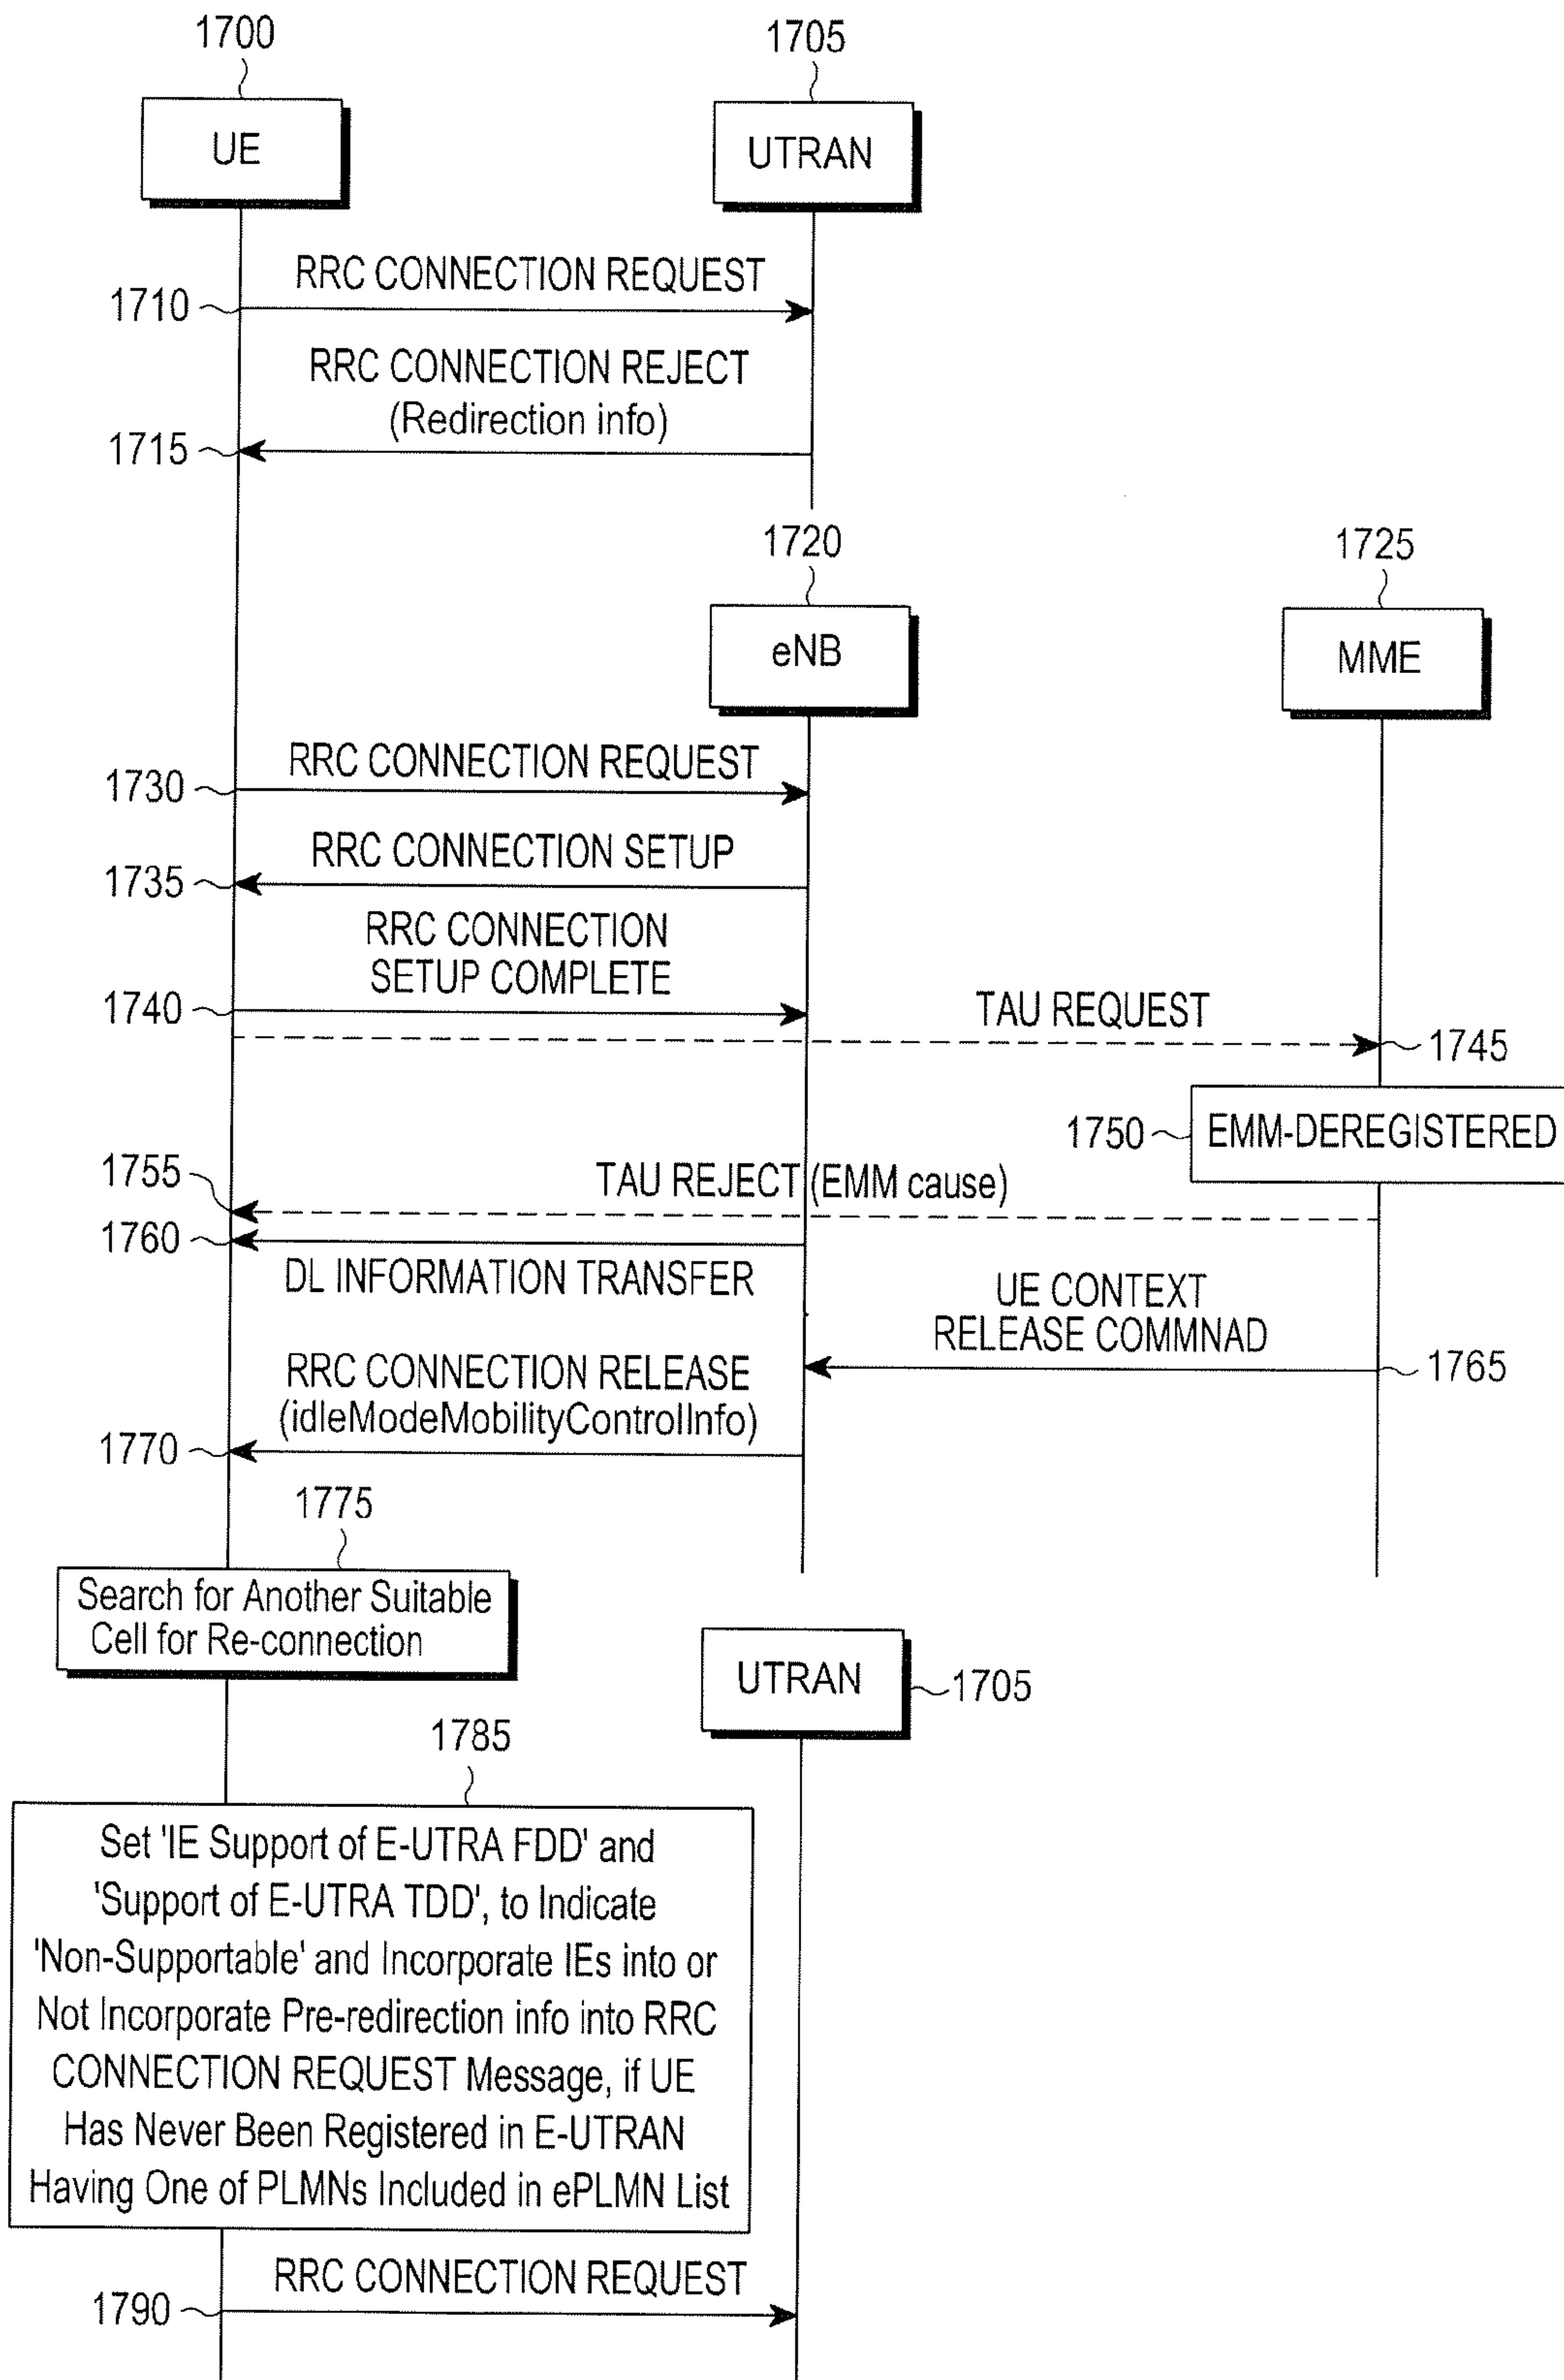 1700
1705
UE
UTRAN
RRC CONNECTION REQUEST
1710
RRC CONNECTION REJECT
(Redirection info)
1715
1720
1725
eNB
MME
RRC CONNECTION REQUEST
1730
RRC CONNECTION SETUP
1735
RRC CONNECTION
SETUP COMPLETE
1740
TAU REQUEST
1745
1750
EMM-DEREGISTERED
1755
TAU REJECT (EMM cause)
1760
DL INFORMATION TRANSFER
UE CONTEXT
RELEASE COMMNAD
1765
RRC CONNECTION RELEASE
(idleModeMobilityControlInfo)
1770
1775
Search for Another Suitable
Cell for Re-connection
UTRAN
1705
1785
Set 'IE Support of E-UTRA FDD' and
'Support of E-UTRA TDD', to Indicate
'Non-Supportable' and Incorporate IEs into or
Not Incorporate Pre-redirection info into RRC
CONNECTION REQUEST Message, if UE
Has Never Been Registered in E-UTRAN
Having One of PLMNs Included in ePLMN List
RRC CONNECTION REQUEST
1790